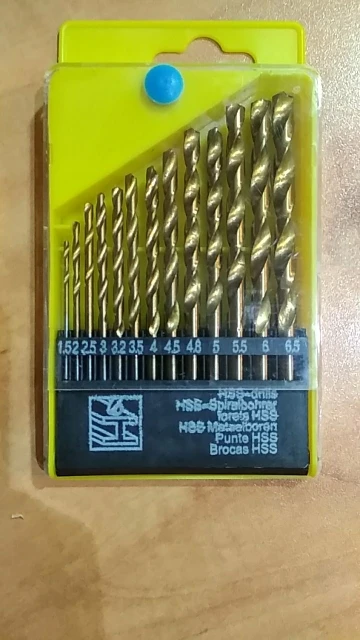 1.5 2 2.5 3 3.2 3.5 4 4.5 4.8 5 5.5 6 6.5
HSS-drills
HSS-Spiralbohrer
forets HSS
HSS Metaalboren
Punte HSS
Brocas HSS